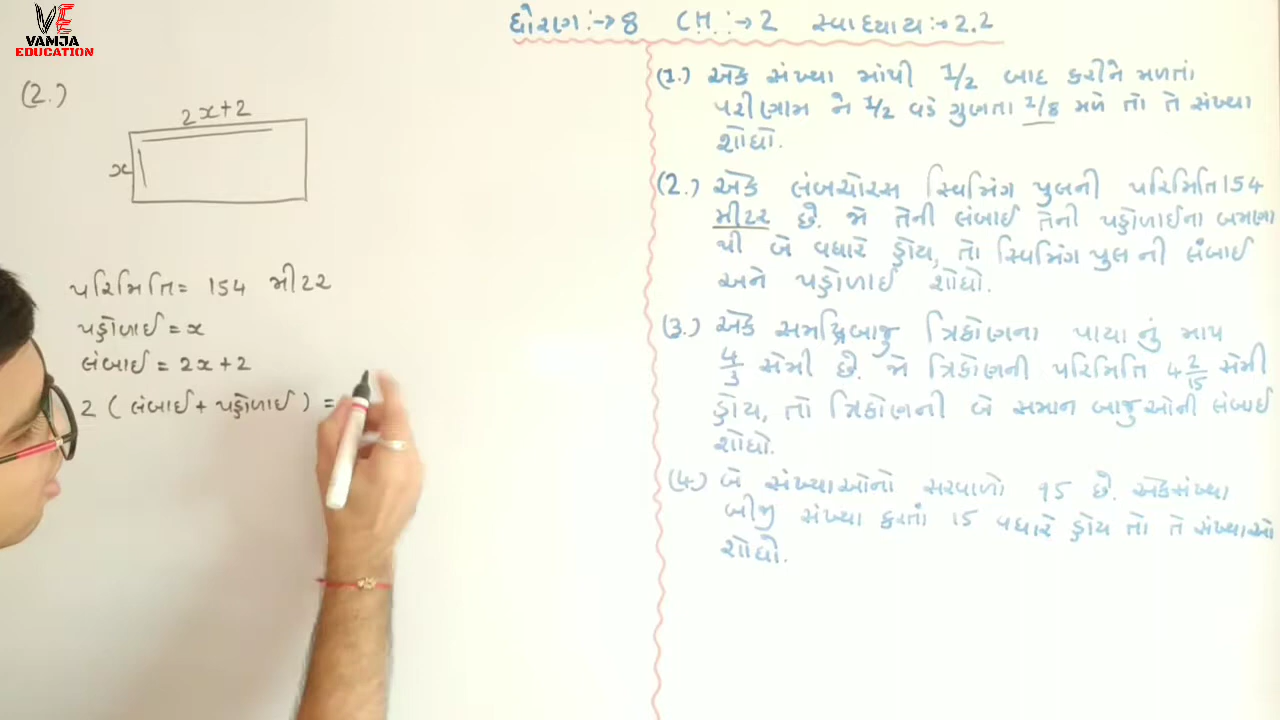 VE
VAMJA
EDUCATION
ધોરણ :→ 8 CH. :→ 2 સ્વાધ્યાય :→ 2.2
(2.)
2x+2
x
પરિમિતિ = 154 મીટર
પહોળાઈ = x
લંબાઈ = 2x+2
2 ( લંબાઈ + પહોળાઈ ) =
(1.) એક સંખ્યા માંથી 1/2 બાદ કરીને મળતાં
પરીણામ ને 1/2 વડે ગુણતા 1/8 મળે તો તે સંખ્યા
શોધો.
(2.) એક લંબચોરસ સ્વિમિંગ પુલની પરિમિતિ 154
મીટર છે. જો તેની લંબાઈ તેની પહોળાઈના બમણા
થી બે વધારે હોય, તો સ્વિમિંગ પુલ ની લંબાઈ
અને પહોળાઈ શોધો.
(3.) એક સમદ્વિબાજુ ત્રિકોણના પાયા નું માપ
4/3 સેમી છે. જો ત્રિકોણની પરિમિતિ 4 2/15 સેમી
હોય, તો ત્રિકોણની બે સમાન બાજુઓની લંબાઈ
શોધો.
(4.) બે સંખ્યાઓનો સરવાળો 95 છે. એકસંખ્યા
બીજી સંખ્યા કરતાં 15 વધારે હોય તો તે સંખ્યાઓ
શોધો.